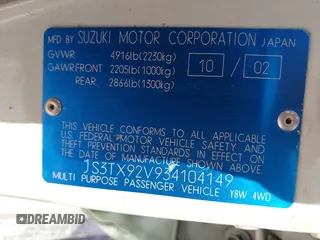 MFD BY SUZUKI MOTOR CORPORATION JAPAN
GVWR 4916lb(2230kg)
GAWRFRONT 2205lb(1000kg) 10 / 02
REAR 2866lb(1300kg)
THIS VEHICLE CONFORMS TO ALL APPLICABLE
U.S. FEDERAL MOTOR VEHICLE SAFETY AND
THEFT PREVENTION STANDARDS IN EFFECT
ON THE DATE OF MANUFACTURE SHOWN ABOVE
JS3TX92V934104149
MULTI PURPOSE PASSENGER VEHICLE Y8W 4WD
DREAMBID